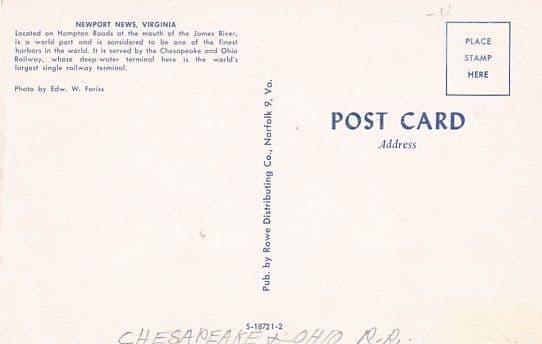 NEWPORT NEWS, VIRGINIA
Located on Hampton Roads at the mouth of the James River,
is a world port and is considered to be one of the finest
harbors in the world. It is served by the Chesapeake and Ohio
Railway, whose deep-water terminal here is the world's
largest single railway terminal.
Photo by Edw. W. Fariss
Pub. by Rowe Distributing Co., Norfolk 9, Va.
PLACE
STAMP
HERE
POST CARD
Address
S-18721-2
CHESAPEAKE & OHIO R.R.